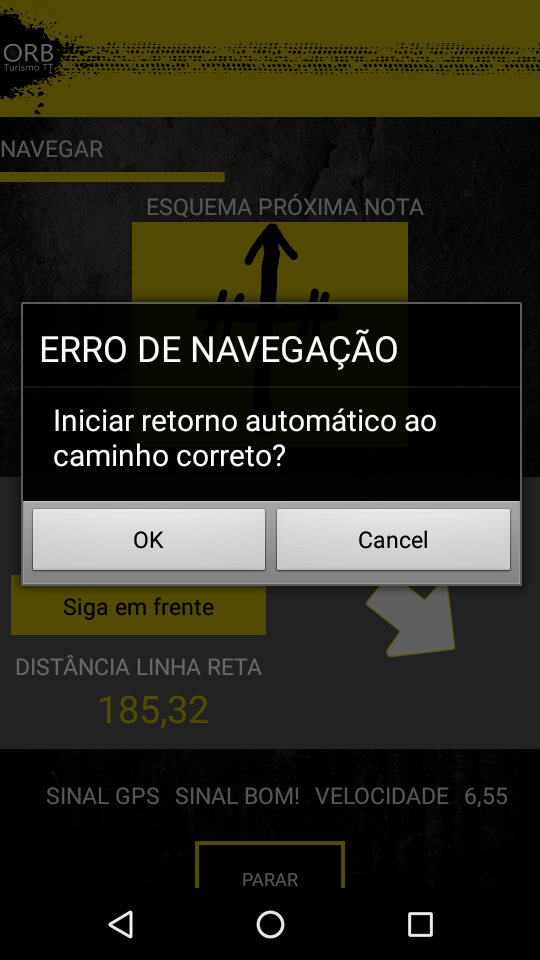 ORB
Turismo TT
NAVEGAR
ESQUEMA PRÓXIMA NOTA
ERRO DE NAVEGAÇÃO
Iniciar retorno automático ao
caminho correto?
OK Cancel
Siga em frente
DISTÂNCIA LINHA RETA
185,32
SINAL GPS SINAL BOM! VELOCIDADE 6,55
PARAR